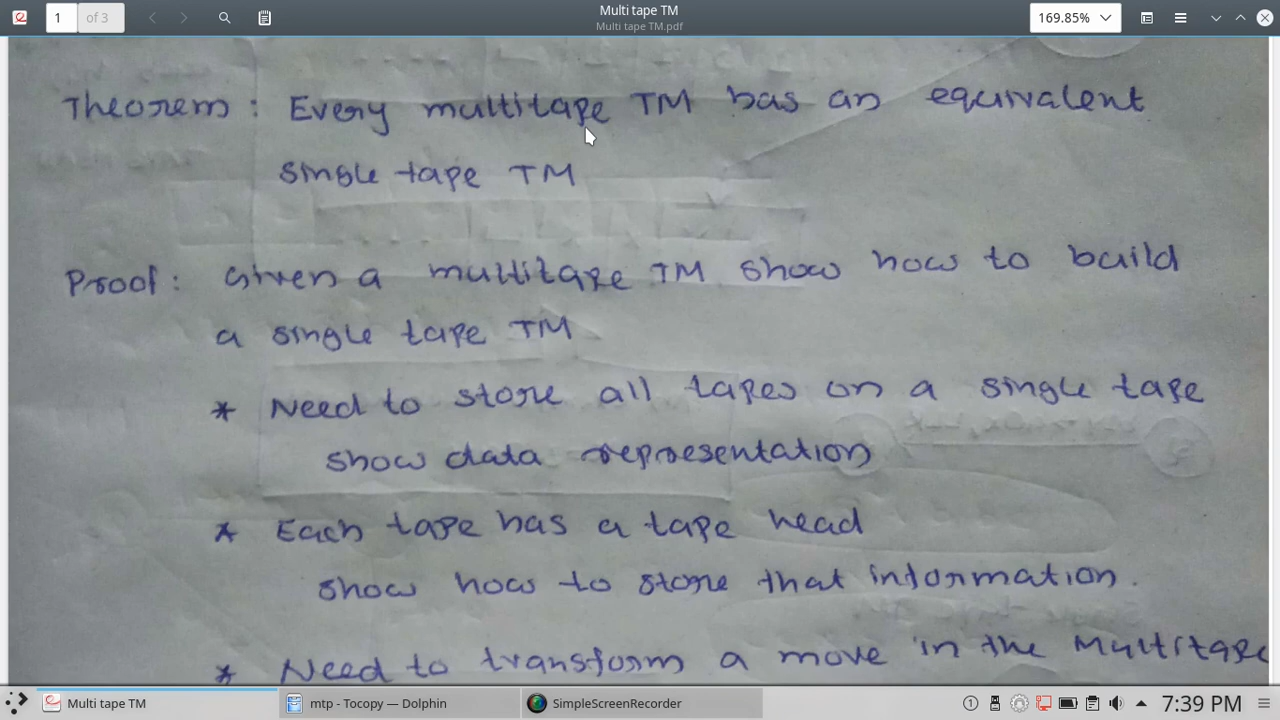 Multi tape TM
Multi tape TM.pdf
1 of 3
169.85%
Theorem : Every multitape TM has an equivalent
single tape TM
Proof : Given a multitape TM show how to build
a single tape TM
* Need to store all tapes on a single tape
show data representation
* Each tape has a tape head
show how to store that information.
* Need to transform a move in the Multitape
Multi tape TM
mtp - Tocopy — Dolphin
SimpleScreenRecorder
7:39 PM